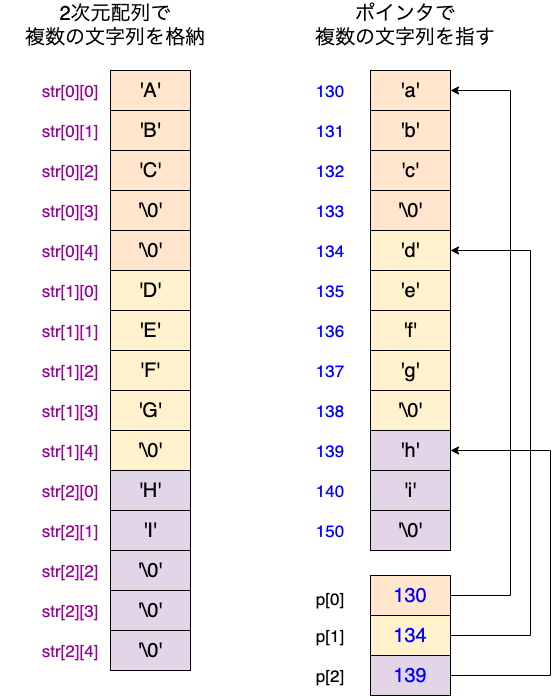 2次元配列で
複数の文字列を格納
str[0][0] 'A'
str[0][1] 'B'
str[0][2] 'C'
str[0][3] '\0'
str[0][4] '\0'
str[1][0] 'D'
str[1][1] 'E'
str[1][2] 'F'
str[1][3] 'G'
str[1][4] '\0'
str[2][0] 'H'
str[2][1] 'I'
str[2][2] '\0'
str[2][3] '\0'
str[2][4] '\0'
ポインタで
複数の文字列を指す
130 'a'
131 'b'
132 'c'
133 '\0'
134 'd'
135 'e'
136 'f'
137 'g'
138 '\0'
139 'h'
140 'i'
150 '\0'
p[0] 130
p[1] 134
p[2] 139